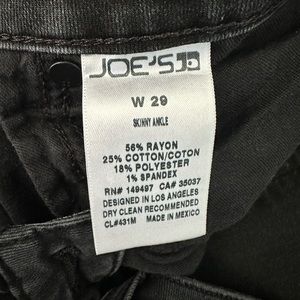 JOE'S
W 29
SKINNY ANKLE
56% RAYON
25% COTTON/COTON
18% POLYESTER
1% SPANDEX
RN# 149497 CA# 35037
DESIGNED IN LOS ANGELES
DRY CLEAN RECOMMENDED
CL#431M MADE IN MEXICO